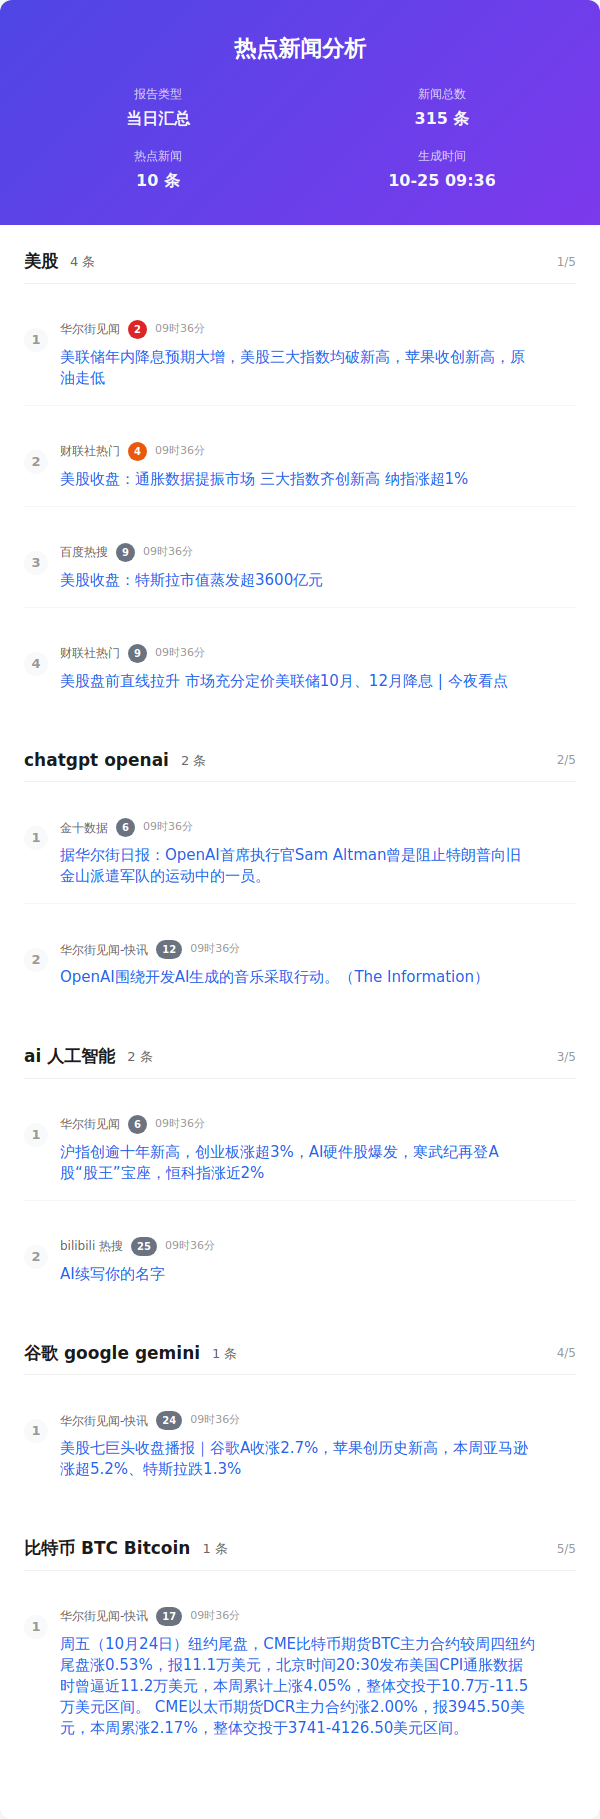 热点新闻分析
报告类型
新闻总数
当日汇总
315 条
热点新闻
生成时间
10 条
10-25 09:36
美股 4 条 1/5
1
华尔街见闻 2 09时36分
美联储年内降息预期大增，美股三大指数均破新高，苹果收创新高，原
油走低
2
财联社热门 4 09时36分
美股收盘：通胀数据提振市场 三大指数齐创新高 纳指涨超1%
3
百度热搜 9 09时36分
美股收盘：特斯拉市值蒸发超3600亿元
4
财联社热门 9 09时36分
美股盘前直线拉升 市场充分定价美联储10月、12月降息 | 今夜看点
chatgpt openai 2 条 2/5
1
金十数据 6 09时36分
据华尔街日报：OpenAI首席执行官Sam Altman曾是阻止特朗普向旧
金山派遣军队的运动中的一员。
2
华尔街见闻-快讯 12 09时36分
OpenAI围绕开发AI生成的音乐采取行动。（The Information）
ai 人工智能 2 条 3/5
1
华尔街见闻 6 09时36分
沪指创逾十年新高，创业板涨超3%，AI硬件股爆发，寒武纪再登A
股“股王”宝座，恒科指涨近2%
2
bilibili 热搜 25 09时36分
AI续写你的名字
谷歌 google gemini 1 条 4/5
1
华尔街见闻-快讯 24 09时36分
美股七巨头收盘播报｜谷歌A收涨2.7%，苹果创历史新高，本周亚马逊
涨超5.2%、特斯拉跌1.3%
比特币 BTC Bitcoin 1 条 5/5
1
华尔街见闻-快讯 17 09时36分
周五（10月24日）纽约尾盘，CME比特币期货BTC主力合约较周四纽约
尾盘涨0.53%，报11.1万美元，北京时间20:30发布美国CPI通胀数据
时曾逼近11.2万美元，本周累计上涨4.05%，整体交投于10.7万-11.5
万美元区间。 CME以太币期货DCR主力合约涨2.00%，报3945.50美
元，本周累涨2.17%，整体交投于3741-4126.50美元区间。